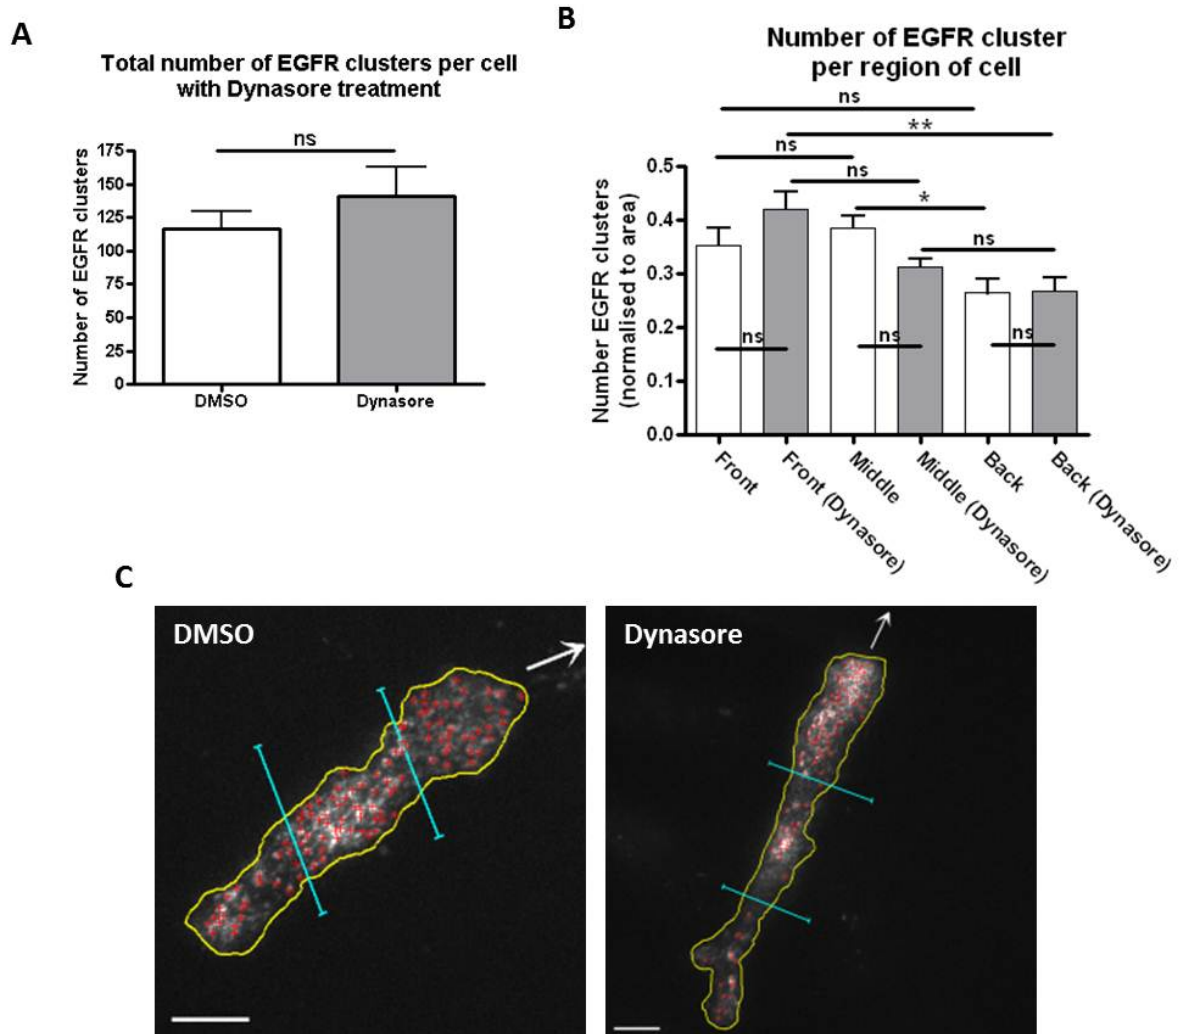 A
Total number of EGFR clusters per cell
with Dynasore treatment
ns
Number of EGFR clusters
175
150
125
100
75
50
25
0
DMSO
Dynasore
B
Number of EGFR cluster
per region of cell
ns
**
ns
ns
*
ns
ns
ns
ns
Number EGFR clusters
(normalised to area)
0.5
0.4
0.3
0.2
0.1
0.0
Front
Front (Dynasore)
Middle
Middle (Dynasore)
Back
Back (Dynasore)
C
DMSO
Dynasore